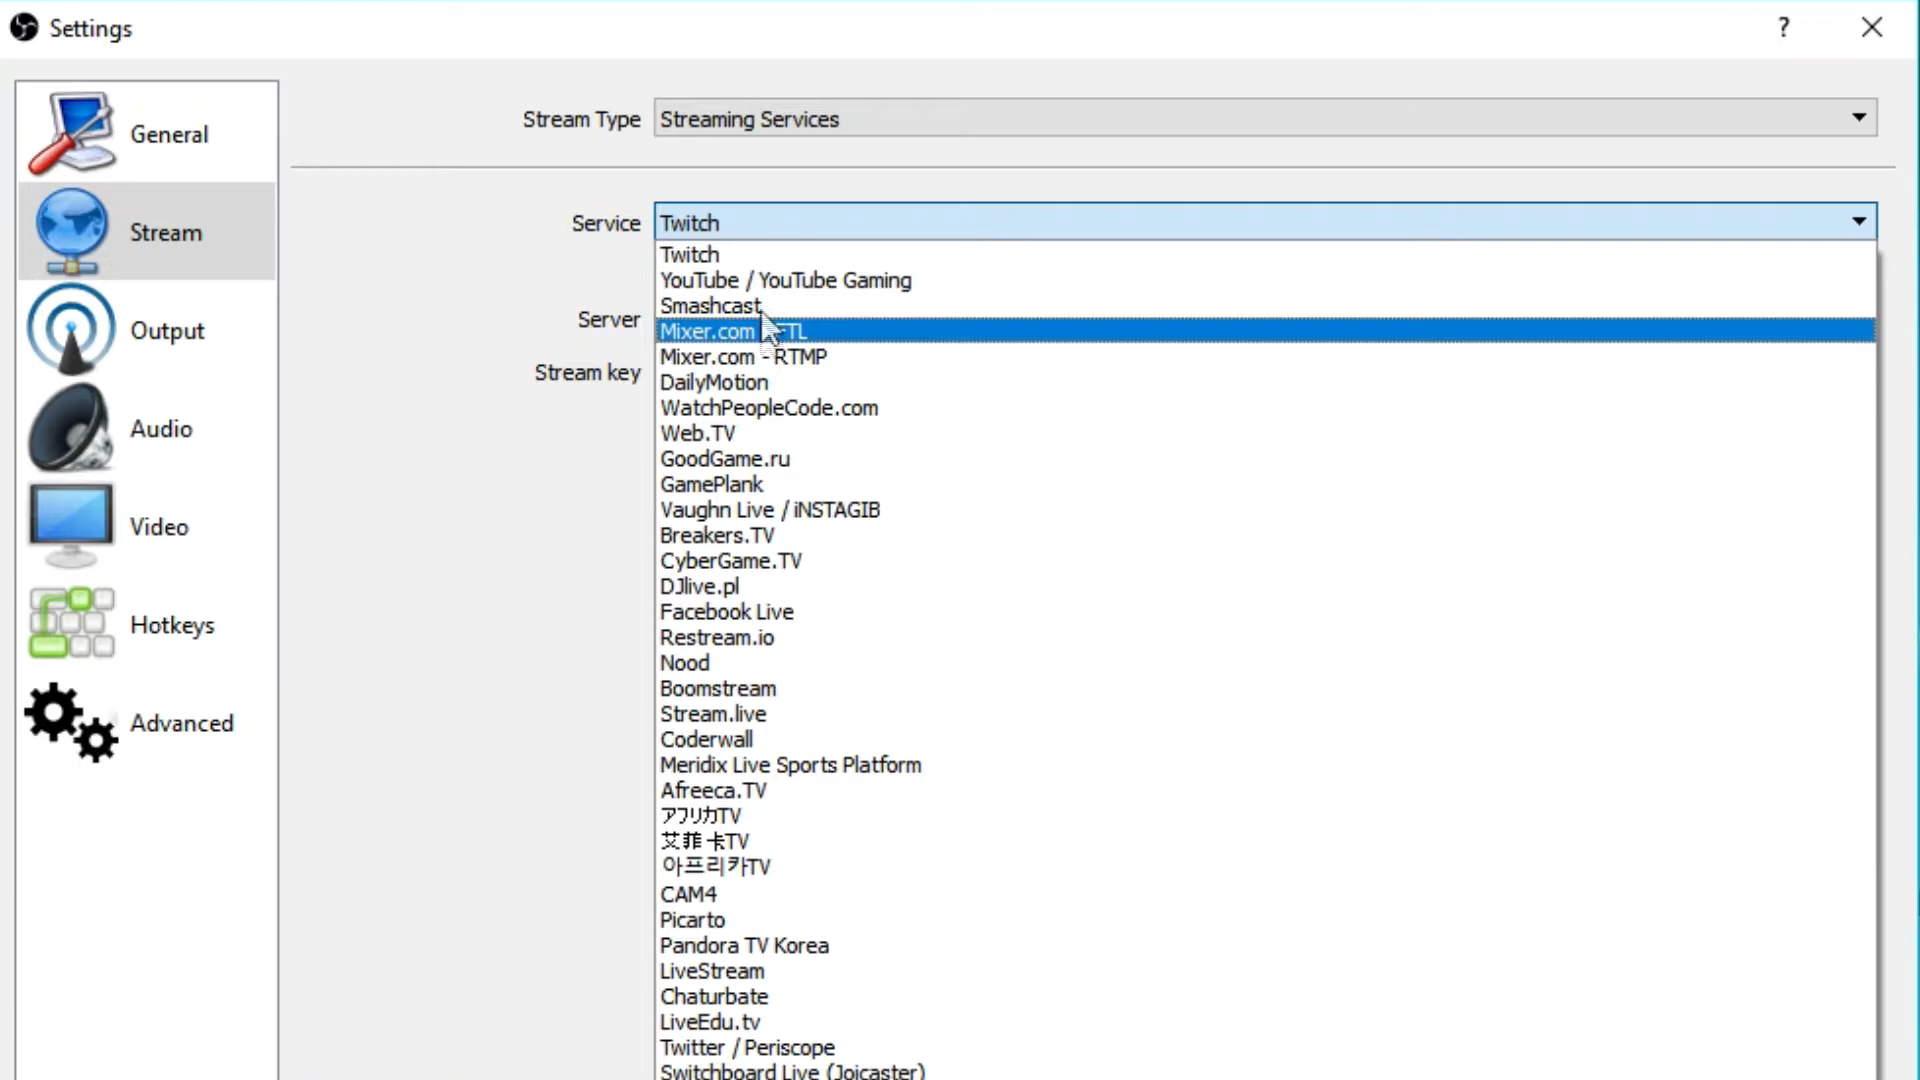 Settings
?
General
Stream
Output
Audio
Video
Hotkeys
Advanced
Stream Type
Streaming Services
Service
Twitch
Server
Stream key
Twitch
YouTube / YouTube Gaming
Smashcast
Mixer.com FTL
Mixer.com - RTMP
DailyMotion
WatchPeopleCode.com
Web.TV
GoodGame.ru
GamePlank
Vaughn Live / iNSTAGIB
Breakers.TV
CyberGame.TV
DJlive.pl
Facebook Live
Restream.io
Nood
Boomstream
Stream.live
Coderwall
Meridix Live Sports Platform
Afreeca.TV
アフリカTV
艾菲卡TV
아프리카TV
CAM4
Picarto
Pandora TV Korea
LiveStream
Chaturbate
LiveEdu.tv
Twitter / Periscope
Switchboard Live (Joicaster)